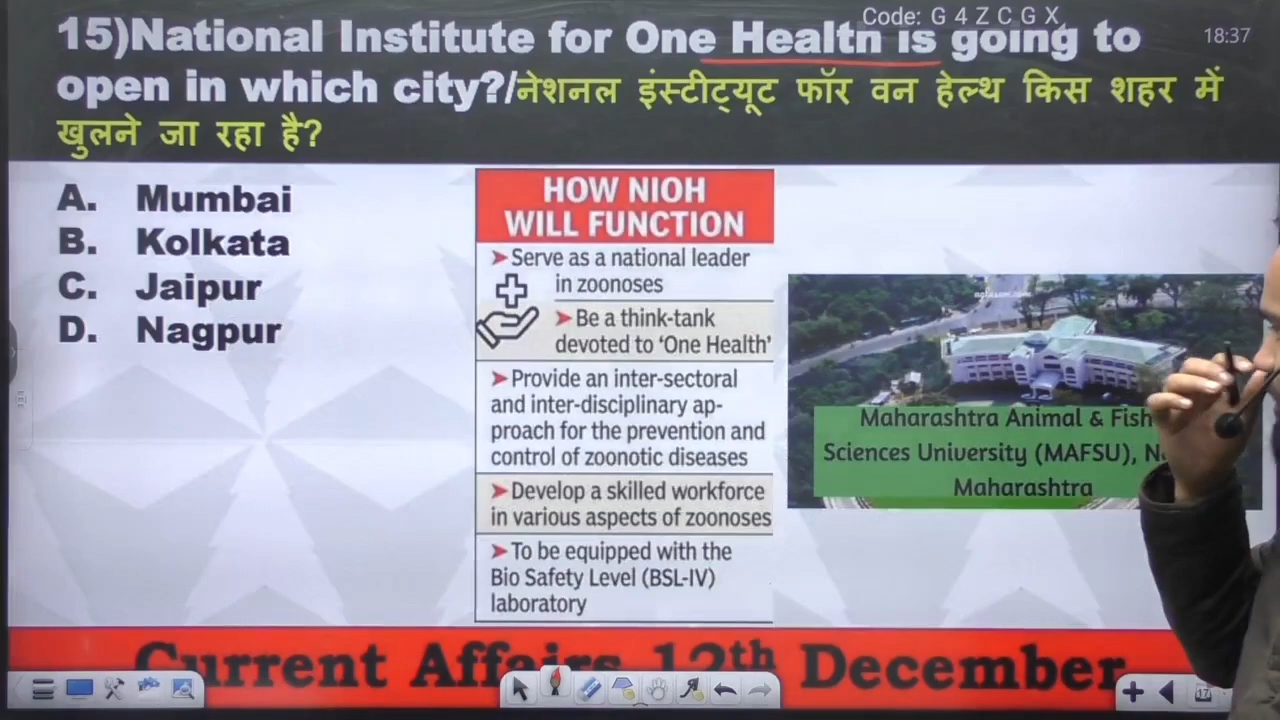 Code: G 4 Z C G X
18:37
15)National Institute for One Health is going to
open in which city?/नेशनल इंस्टीट्यूट फॉर वन हेल्थ किस शहर में
खुलने जा रहा है?
A. Mumbai
B. Kolkata
C. Jaipur
D. Nagpur
HOW NIOH
WILL FUNCTION
➤Serve as a national leader
in zoonoses
➤Be a think-tank
devoted to ‘One Health’
➤Provide an inter-sectoral
and inter-disciplinary ap-
proach for the prevention and
control of zoonotic diseases
➤Develop a skilled workforce
in various aspects of zoonoses
➤To be equipped with the
Bio Safety Level (BSL-IV)
laboratory
Maharashtra Animal & Fish
Sciences University (MAFSU),
Maharashtra
Current Affairs 12th December
17